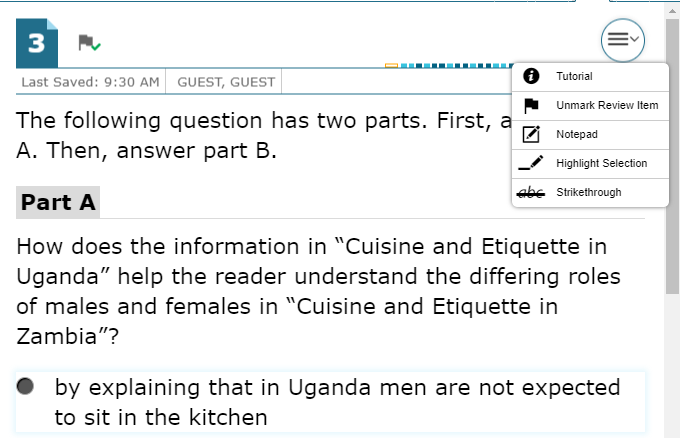 3
Last Saved: 9:30 AM GUEST, GUEST
Tutorial
Unmark Review Item
Notepad
Highlight Selection
abc Strikethrough
The following question has two parts. First, a
A. Then, answer part B.
Part A
How does the information in “Cuisine and Etiquette in
Uganda” help the reader understand the differing roles
of males and females in “Cuisine and Etiquette in
Zambia”?
by explaining that in Uganda men are not expected
to sit in the kitchen